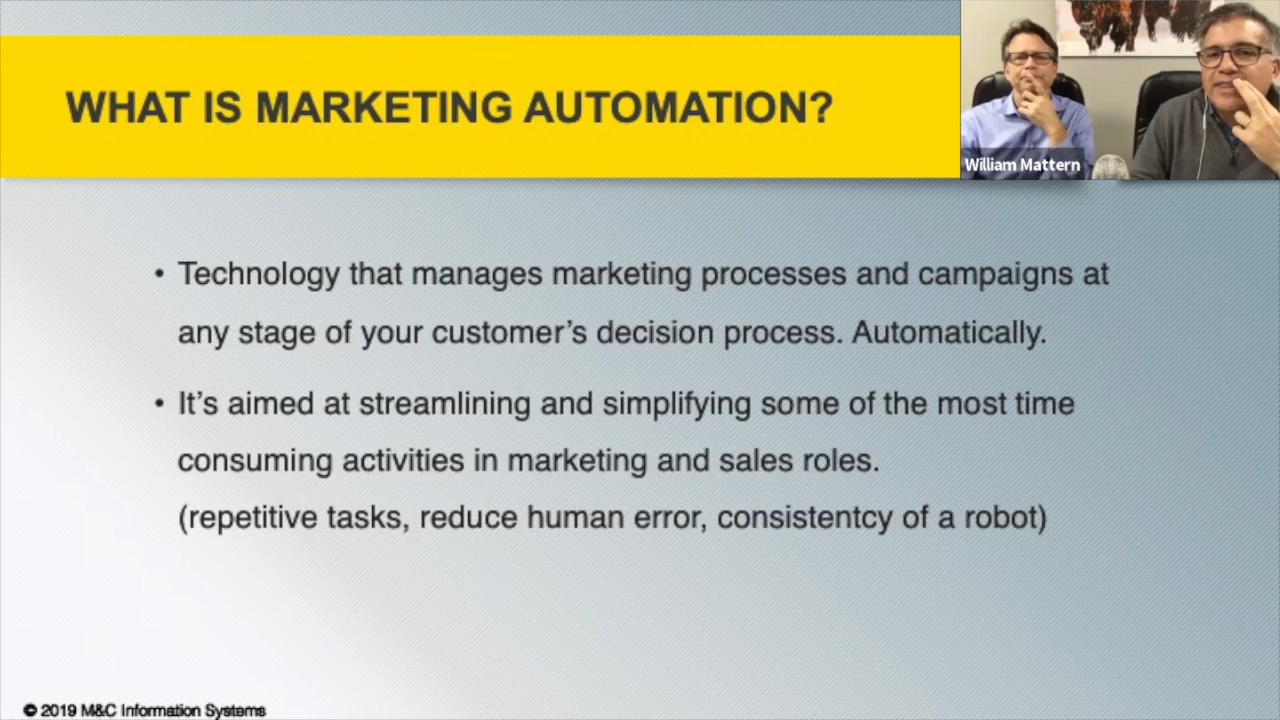 WHAT IS MARKETING AUTOMATION?
William Mattern
• Technology that manages marketing processes and campaigns at
any stage of your customer's decision process. Automatically.
• It's aimed at streamlining and simplifying some of the most time
consuming activities in marketing and sales roles.
(repetitive tasks, reduce human error, consistentcy of a robot)
© 2019 M&C Information Systems